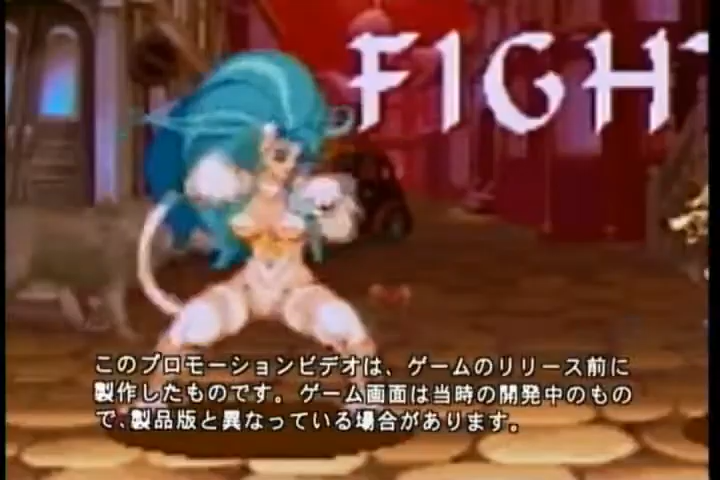 FIGHT
このプロモーションビデオは、ゲームのリリース前に
製作したものです。ゲーム画面は当時の開発中のもの
で、製品版と異なっている場合があります。